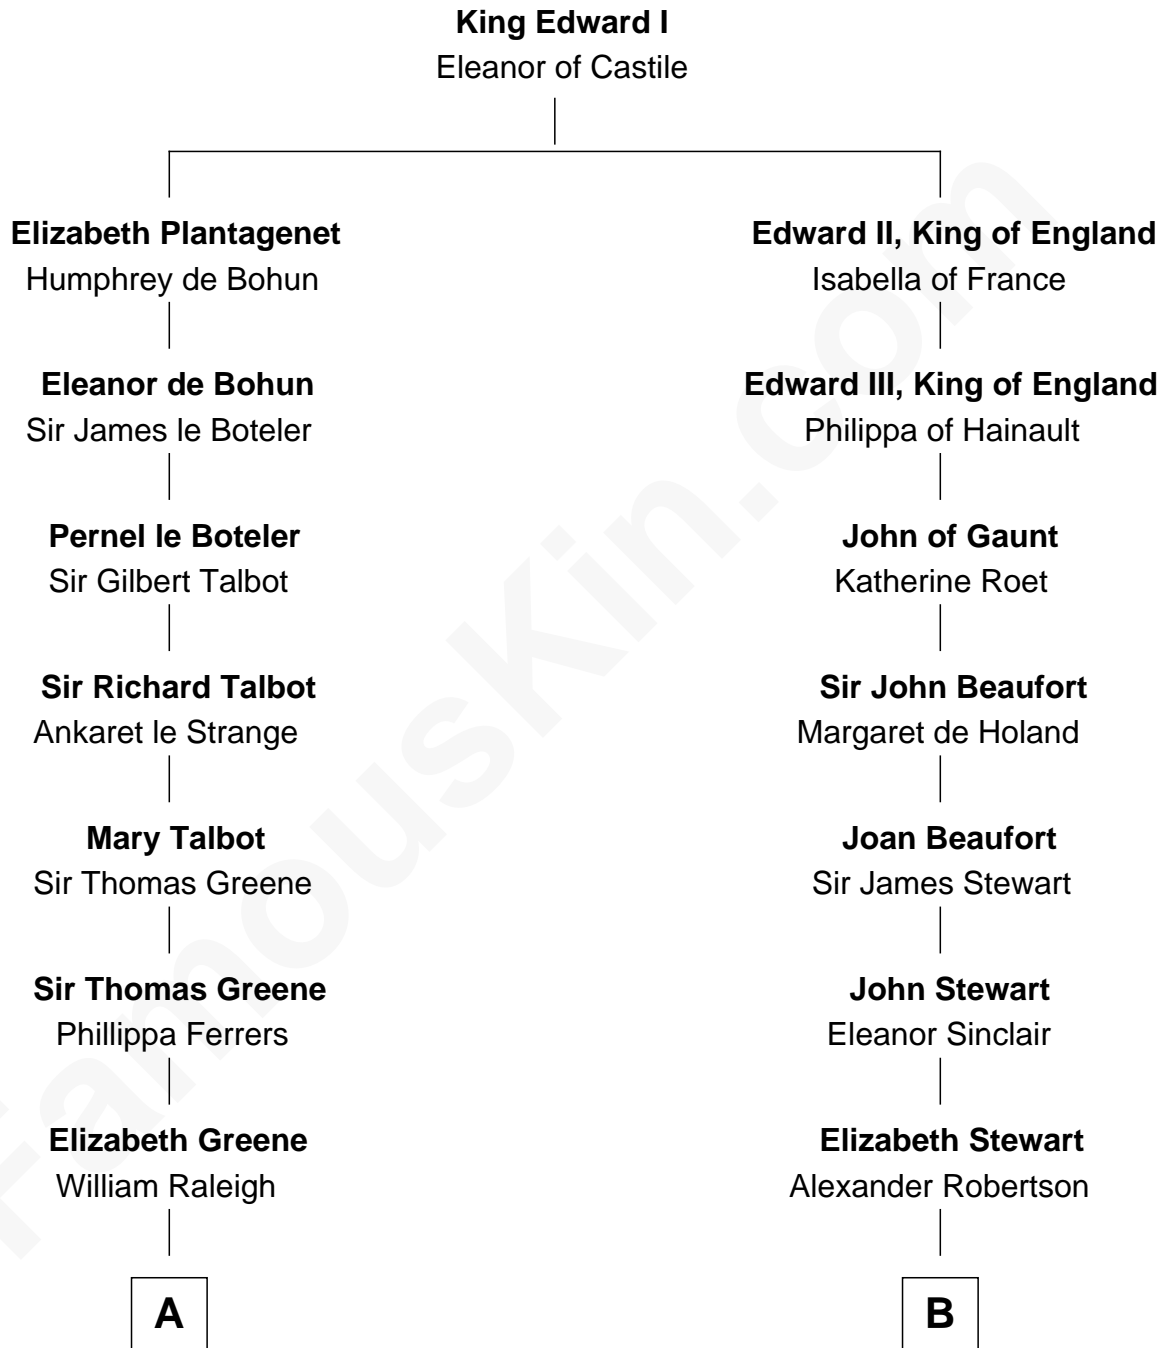 King Edward I
Eleanor of Castile
Elizabeth Plantagenet
Humphrey de Bohun
Edward II, King of England
Isabella of France
Eleanor de Bohun
Sir James le Boteler
Edward III, King of England
Philippa of Hainault
Pernel le Boteler
Sir Gilbert Talbot
John of Gaunt
Katherine Roet
Sir Richard Talbot
Ankaret le Strange
Sir John Beaufort
Margaret de Holand
Mary Talbot
Sir Thomas Greene
Joan Beaufort
Sir James Stewart
Sir Thomas Greene
Phillippa Ferrers
John Stewart
Eleanor Sinclair
Elizabeth Greene
William Raleigh
Elizabeth Stewart
Alexander Robertson
A
B
FamousKin.com